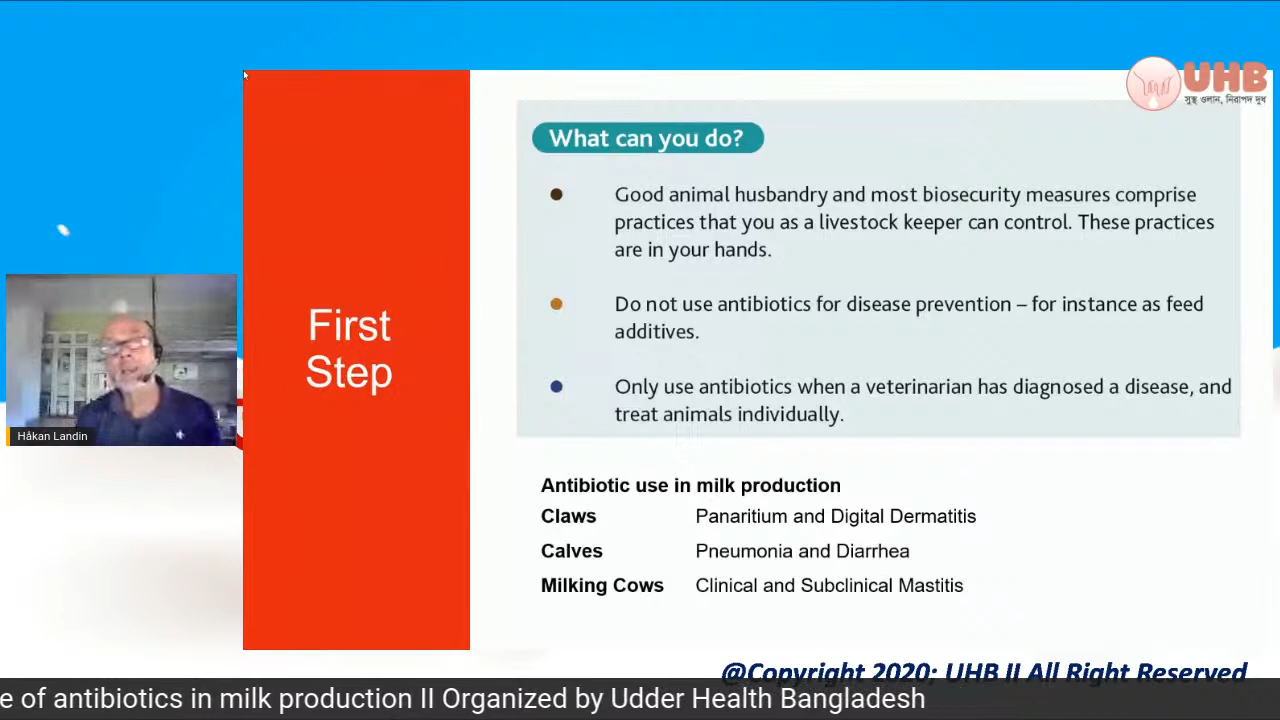 UHB
সুস্থ ওলান, নিরাপদ দুধ
What can you do?
Good animal husbandry and most biosecurity measures comprise
practices that you as a livestock keeper can control. These practices
are in your hands.
Do not use antibiotics for disease prevention – for instance as feed
additives.
Only use antibiotics when a veterinarian has diagnosed a disease, and
treat animals individually.
First
Step
Håkan Landin
Antibiotic use in milk production
Claws Panaritium and Digital Dermatitis
Calves Pneumonia and Diarrhea
Milking Cows Clinical and Subclinical Mastitis
@Copyright 2020; UHB II All Right Reserved
e of antibiotics in milk production II Organized by Udder Health Bangladesh